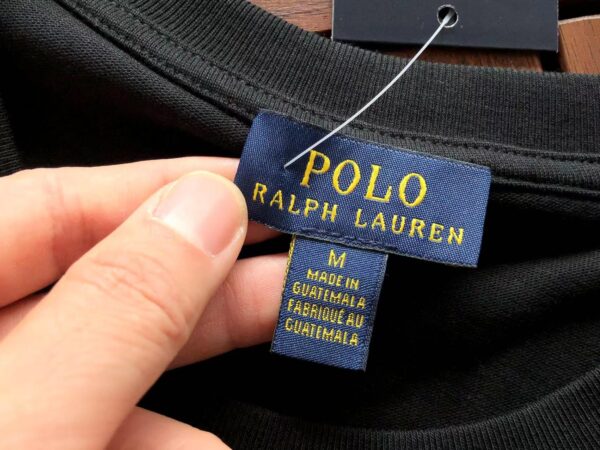 POLO
RALPH LAUREN
M
MADE IN
GUATEMALA
FABRIQUÉ AU
GUATEMALA